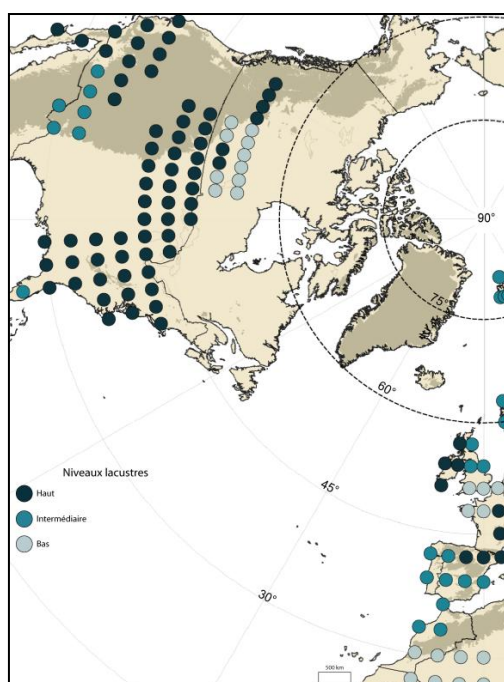 90°
75°
60°
45°
30°
Niveaux lacustres
Haut
Intermédiaire
Bas
500 km